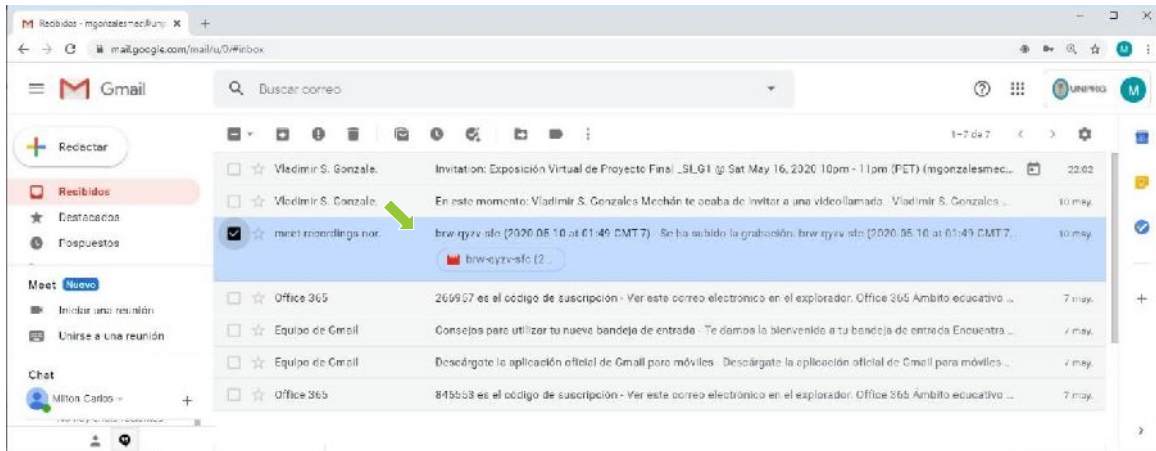 Recibidos - mgonzalesmec@unp
mail.google.com/mail/u/0/#inbox
M
Gmail
Buscar correo
UNPRG
M
Redactar
1–7 de 7
Recibidos
Destacados
Pospuestos
Meet Nuevo
Iniciar una reunión
Unirse a una reunión
Chat
Milton Carlos
Vladimir S. Gonzale. Invitation: Exposición Virtual de Proyecto Final _SI_G1 @ Sat May 16, 2020 10pm - 11pm (PET) (mgonzalesmec... 22:02
Vladimir S. Gonzale. En este momento: Vladimir S. Gonzales Mechán te acaba de invitar a una videollamada - Vladimir S. Gonzales ... 10 may.
meet recordings nor. brw-qyzv-sfc (2020-05-10 at 01:49 GMT-7) - Se ha subido la grabación. brw-qyzv-sfc (2020-05-10 at 01:49 GMT-7... 10 may.
brw-qyzv-sfc (2...
Office 365 266957 es el código de suscripción - Ver este correo electrónico en el explorador. Office 365 Ámbito educativo ... 7 may.
Equipo de Gmail Consejos para utilizar tu nueva bandeja de entrada - Te damos la bienvenida a tu bandeja de entrada Encuentra ... 7 may.
Equipo de Gmail Descárgate la aplicación oficial de Gmail para móviles - Descárgate la aplicación oficial de Gmail para móviles ... 7 may.
Office 365 845553 es el código de suscripción - Ver este correo electrónico en el explorador. Office 365 Ámbito educativo ... 7 may.